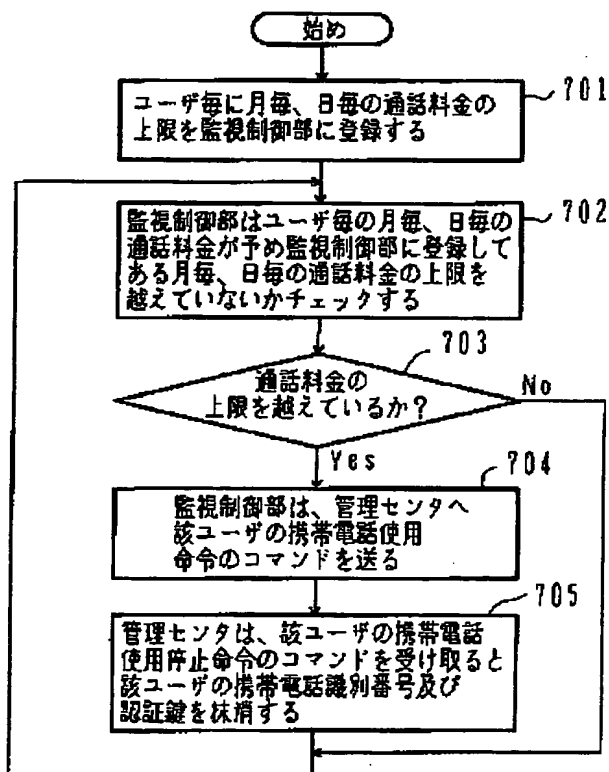 始め
701
ユーザ毎に月毎、日毎の通話料金の
上限を監視制御部に登録する
702
監視制御部はユーザ毎の月毎、日毎の
通話料金が予め監視制御部に登録して
ある月毎、日毎の通話料金の上限を
越えていないかチェックする
703
通話料金の
上限を越えているか?
No
Yes
704
監視制御部は、管理センタへ
該ユーザの携帯電話使用
命令のコマンドを送る
705
管理センタは、該ユーザの携帯電話
使用停止命令のコマンドを受け取ると
該ユーザの携帯電話識別番号及び
認証鍵を抹消する